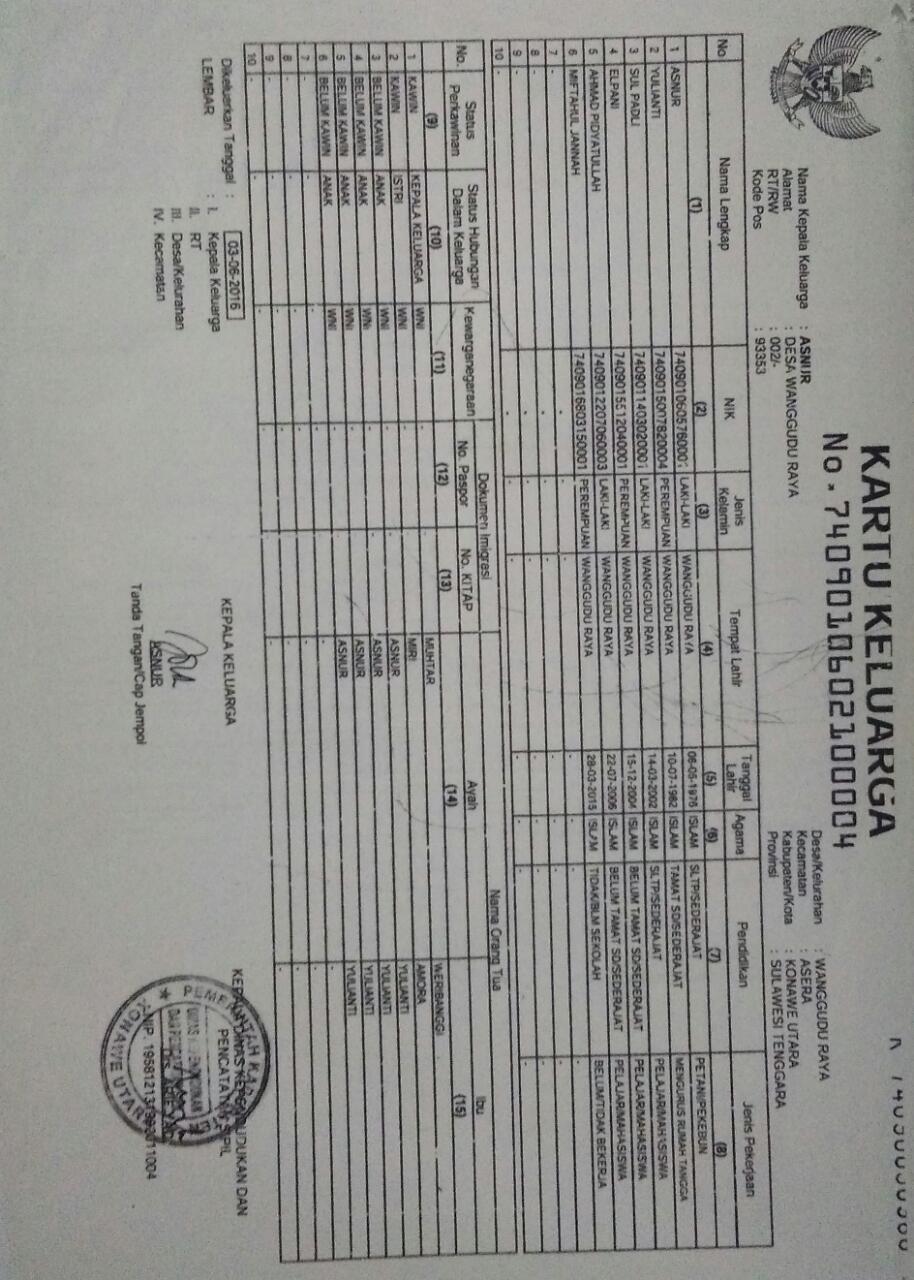 KARTU KELUARGA
No. 7409010602100004
Nama Kepala Keluarga : ASNUR
Alamat : DESA WANGGUDU RAYA
RT/RW : 002/-
Kode Pos : 93353
Desa/Kelurahan : WANGGUDU RAYA
Kecamatan : ASERA
Kabupaten/Kota : KONAWE UTARA
Provinsi : SULAWESI TENGGARA
No Nama Lengkap NIK Jenis Kelamin Tempat Lahir Tanggal Lahir Agama Pendidikan Jenis Pekerjaan
(1) (2) (3) (4) (5) (6) (7) (8)
1 ASNUR LAKI-LAKI WANGGUDU RAYA 06-05-1976 ISLAM SLTP/SEDERAJAT PETANI/PEKEBUN
2 YULIANTI 7409015007820004 PEREMPUAN WANGGUDU RAYA 10-07-1982 ISLAM TAMAT SD/SEDERAJAT MENGURUS RUMAH TANGGA
3 SUL PADLI 7409011403020001 LAKI-LAKI WANGGUDU RAYA 14-03-2002 ISLAM SLTP/SEDERAJAT PELAJAR/MAHASISWA
4 ELPANI 7409015512040001 PEREMPUAN WANGGUDU RAYA 15-12-2004 ISLAM BELUM TAMAT SD/SEDERAJAT PELAJAR/MAHASISWA
5 AHMAD PIDYATULLAH 7409012207060003 LAKI-LAKI WANGGUDU RAYA 22-07-2006 ISLAM BELUM TAMAT SD/SEDERAJAT PELAJAR/MAHASISWA
6 MIFTAHUL JANNAH 7409016803150001 PEREMPUAN WANGGUDU RAYA 28-03-2015 ISLAM TIDAK/BLM SEKOLAH BELUM/TIDAK BEKERJA
7 - - - - - - - -
8 - - - - - - - -
9 - - - - - - - -
10 - - - - - - - -
No. Status Perkawinan Status Hubungan Dalam Keluarga Kewarganegaraan Dokumen Imigrasi Nama Orang Tua
No. Paspor No. KITAP Ayah Ibu
(9) (10) (11) (12) (13) (14) (15)
1 KAWIN KEPALA KELUARGA WNI - - MUHTAR WERIBANGGI
2 KAWIN ISTRI WNI - - MIRI AMORA
3 BELUM KAWIN ANAK WNI - - ASNUR YULIANTI
4 BELUM KAWIN ANAK WNI - - ASNUR YULIANTI
5 BELUM KAWIN ANAK WNI - - ASNUR YULIANTI
6 BELUM KAWIN ANAK WNI - - ASNUR YULIANTI
7 - - - - - - -
8 - - - - - - -
9 - - - - - - -
10 - - - - - - -
Dikeluarkan Tanggal : 03-06-2016
LEMBAR : I. Kepala Keluarga
II. RT
III. Desa/Kelurahan
IV. Kecamatan
KEPALA KELUARGA
ASNUR
Tanda Tangan/Cap Jempol
KEPALA DINAS KEPENDUDUKAN DAN
PENCATATAN SIPIL
KONAWE UTARA